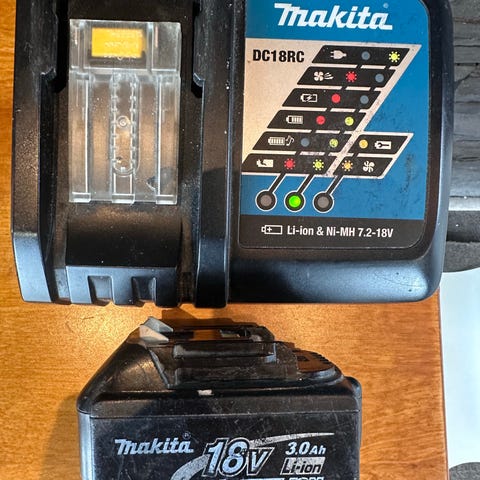 Makita
DC18RC
Li-ion & Ni-MH 7.2-18V
Makita 18V 3.0Ah
Li-ion